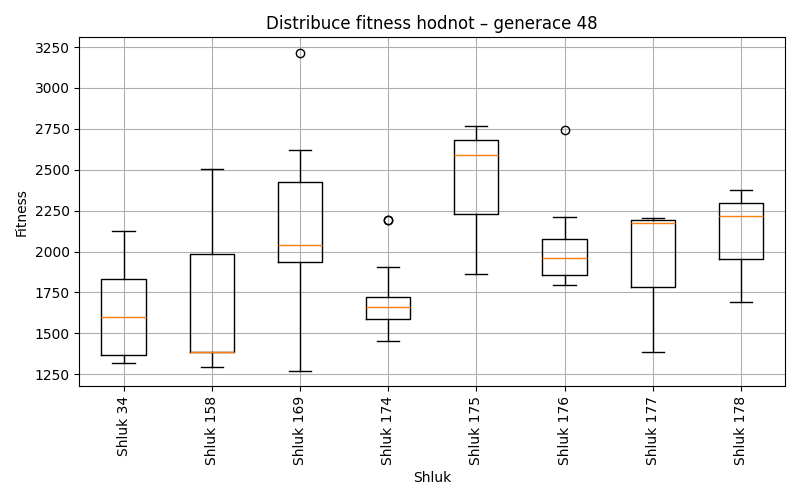 Distribuce fitness hodnot – generace 48
Fitness
3250
3000
2750
2500
2250
2000
1750
1500
1250
Shluk 34
Shluk 158
Shluk 169
Shluk 174
Shluk 175
Shluk 176
Shluk 177
Shluk 178
Shluk